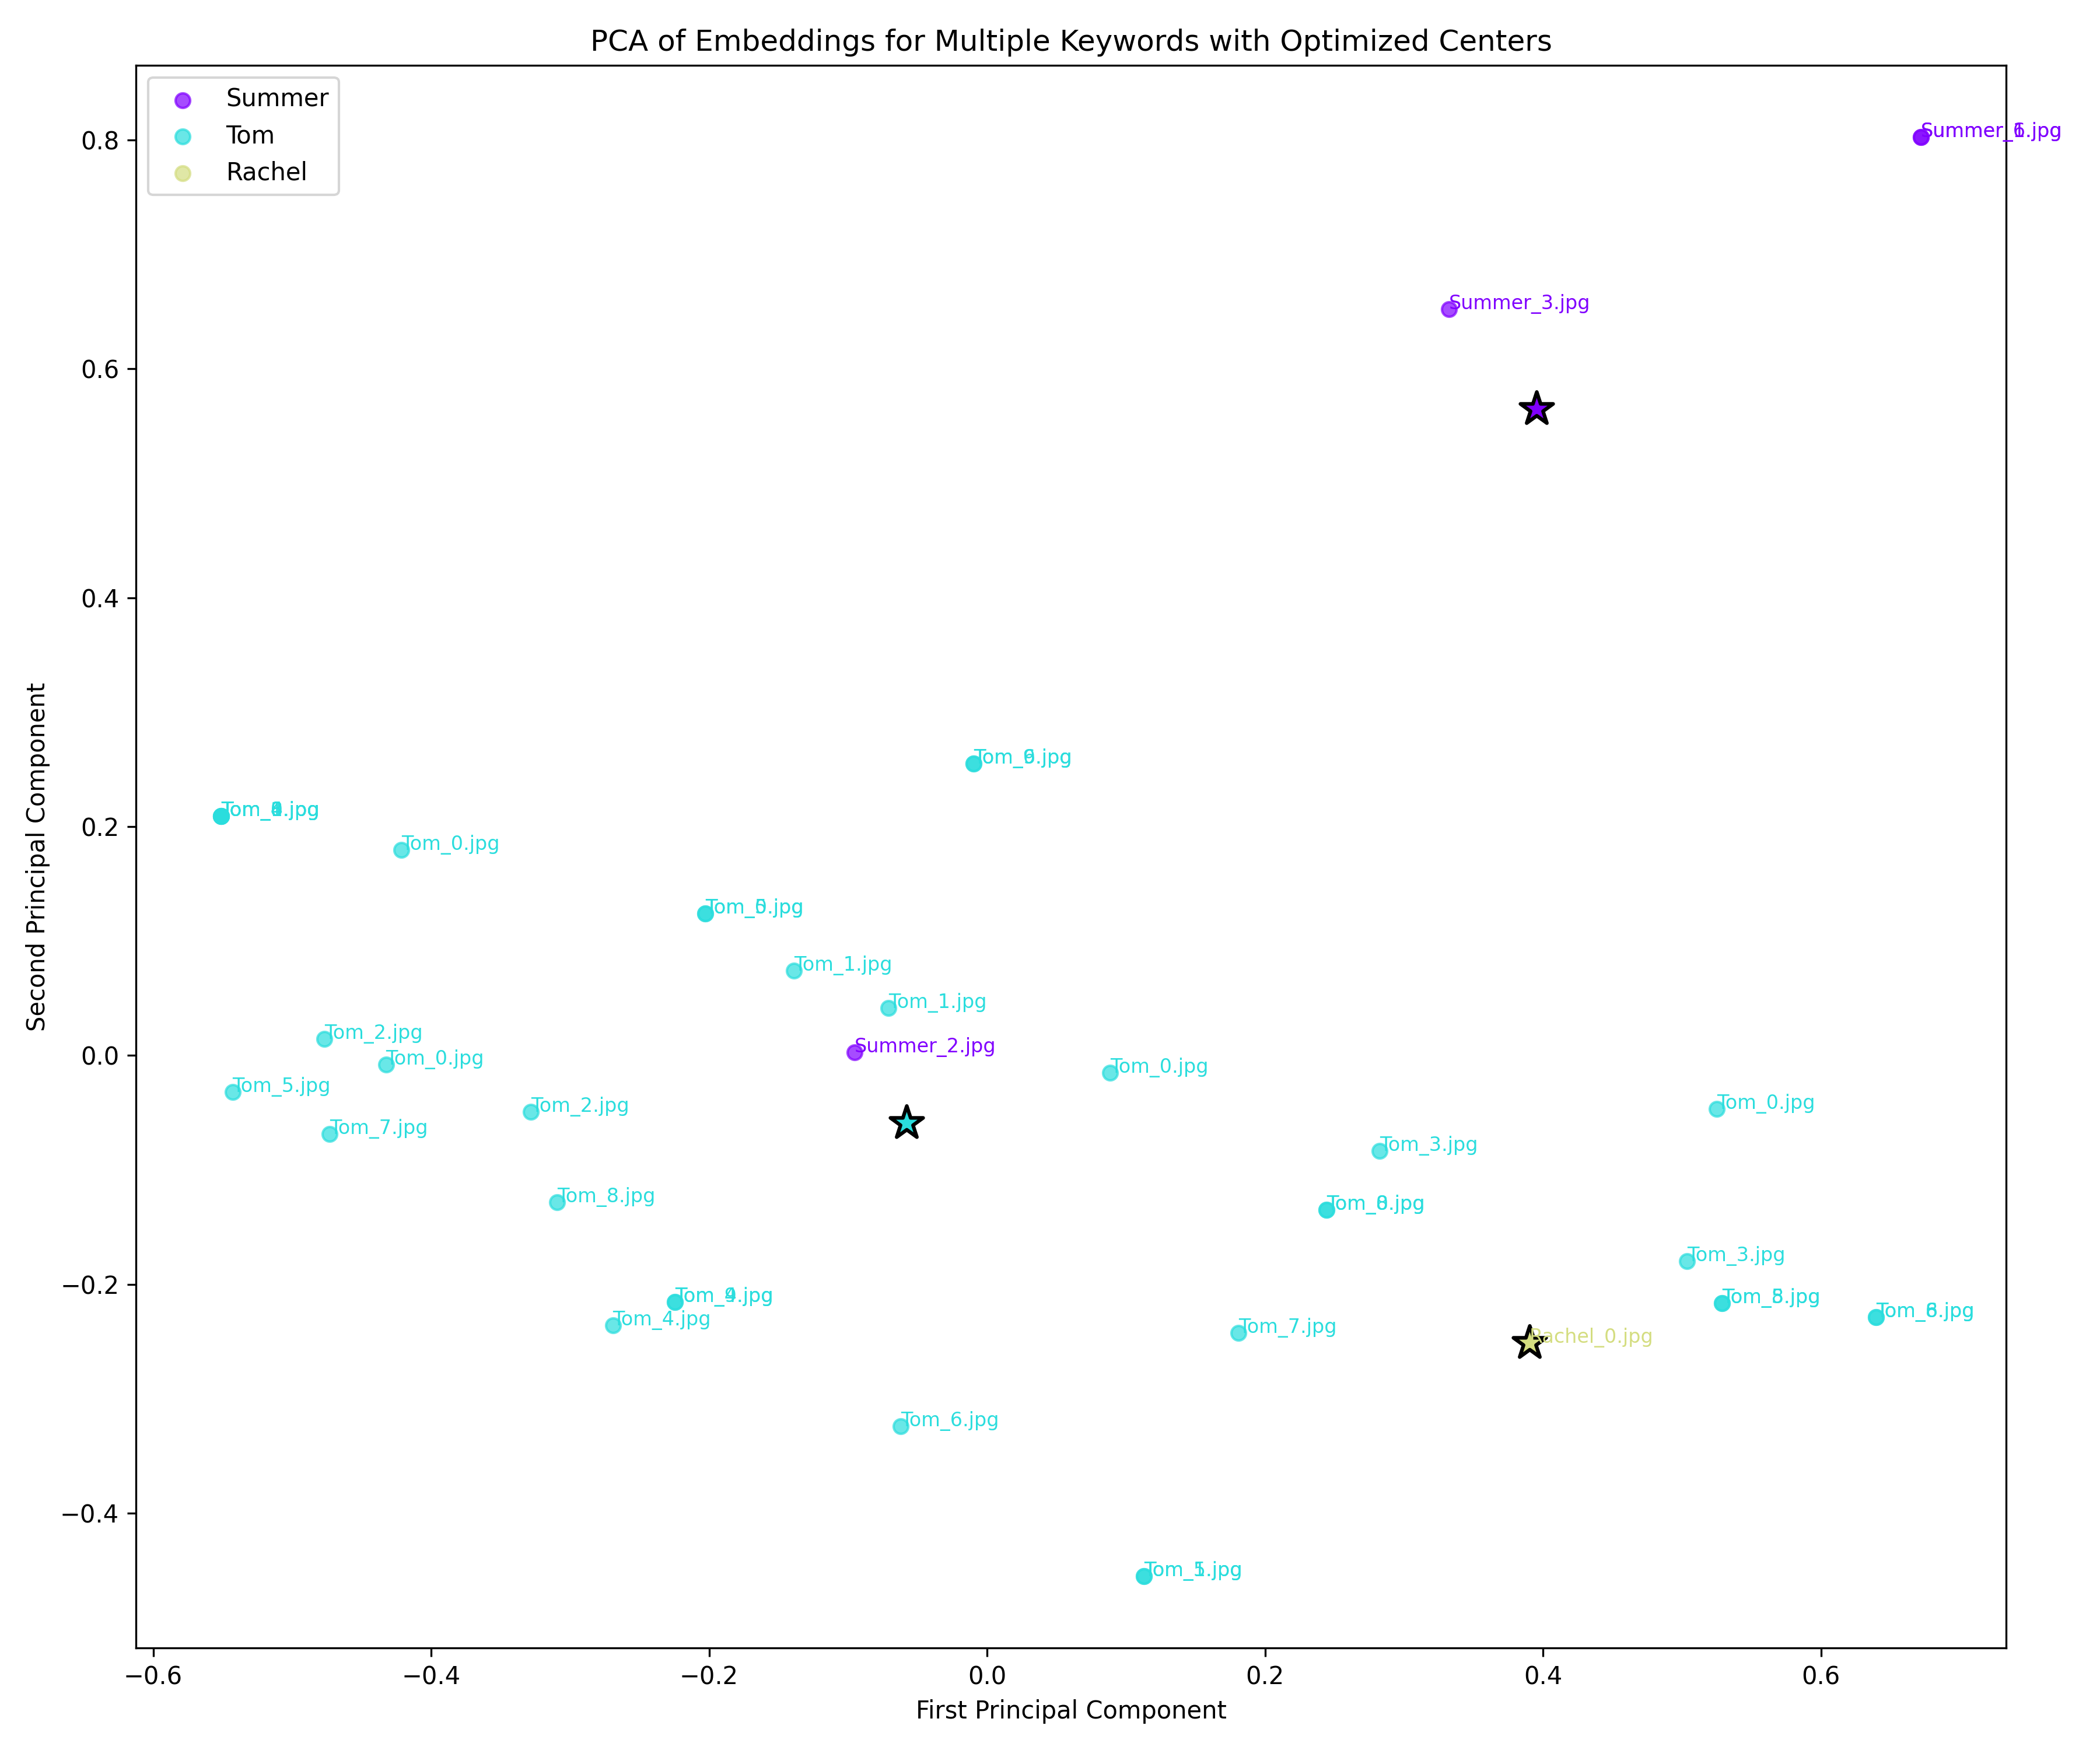 PCA of Embeddings for Multiple Keywords with Optimized Centers
Summer
Tom
Rachel
Summer_3.jpg
Tom_0.jpg
Tom_1.jpg
Tom_1.jpg
Summer_2.jpg
Tom_2.jpg
Tom_0.jpg
Tom_0.jpg
Tom_5.jpg
Tom_2.jpg
Tom_0.jpg
Tom_7.jpg
Tom_3.jpg
Tom_8.jpg
Tom_3.jpg
Tom_4.jpg
Tom_7.jpg
Rachel_0.jpg
Tom_6.jpg
0.8
0.6
0.4
0.2
0.0
−0.2
−0.4
Second Principal Component
−0.6
−0.4
−0.2
0.0
0.2
0.4
0.6
First Principal Component